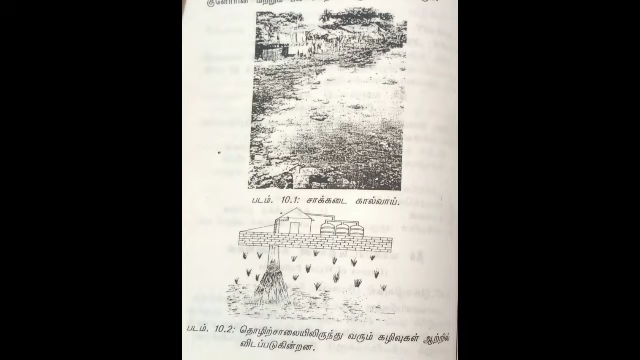 படம். 10.1: சாக்கடை கால்வாய்.
படம். 10.2: தொழிற்சாலையிலிருந்து வரும் கழிவுகள் ஆற்றில்
விடப்படுகின்றன.